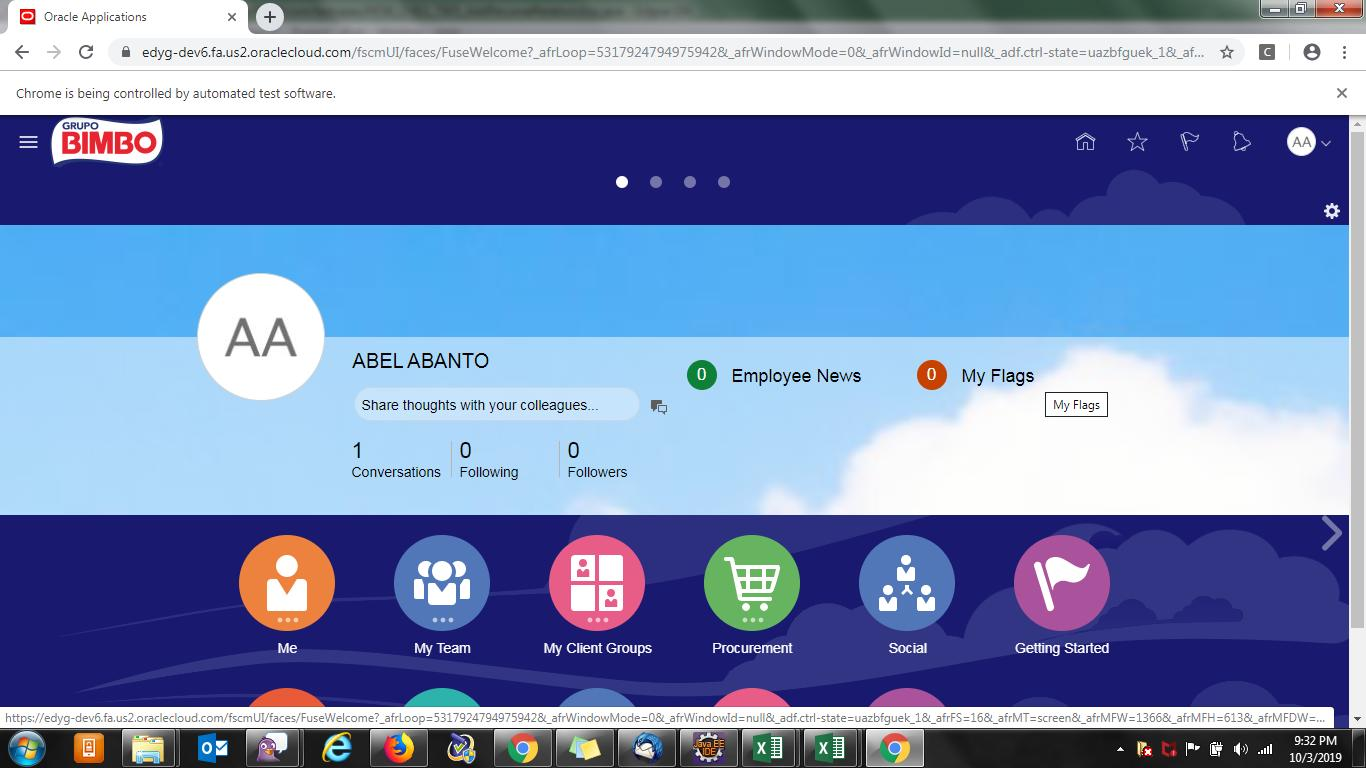 Oracle Applications
edyg-dev6.fa.us2.oraclecloud.com/fscmUI/faces/FuseWelcome?_afrLoop=5317924794975942&_afrWindowMode=0&_afrWindowId=null&_adf.ctrl-state=uazbfguek_1&_af...
C
Chrome is being controlled by automated test software.
GRUPO
BIMBO
AA
AA
ABEL ABANTO
0 Employee News
0 My Flags
Share thoughts with your colleagues...
My Flags
1 0 0
Conversations Following Followers
Me My Team My Client Groups Procurement Social Getting Started
https://edyg-dev6.fa.us2.oraclecloud.com/fscmUI/faces/FuseWelcome?_afrLoop=5317924794975942&_afrWindowMode=0&_afrWindowId=null&_adf.ctrl-state=uazbfguek_1&_afrFS=16&_afrMT=screen&_afrMFW=1366&_afrMFH=613&_afrMFDW=...
Java EE
IDE
9:32 PM
10/3/2019